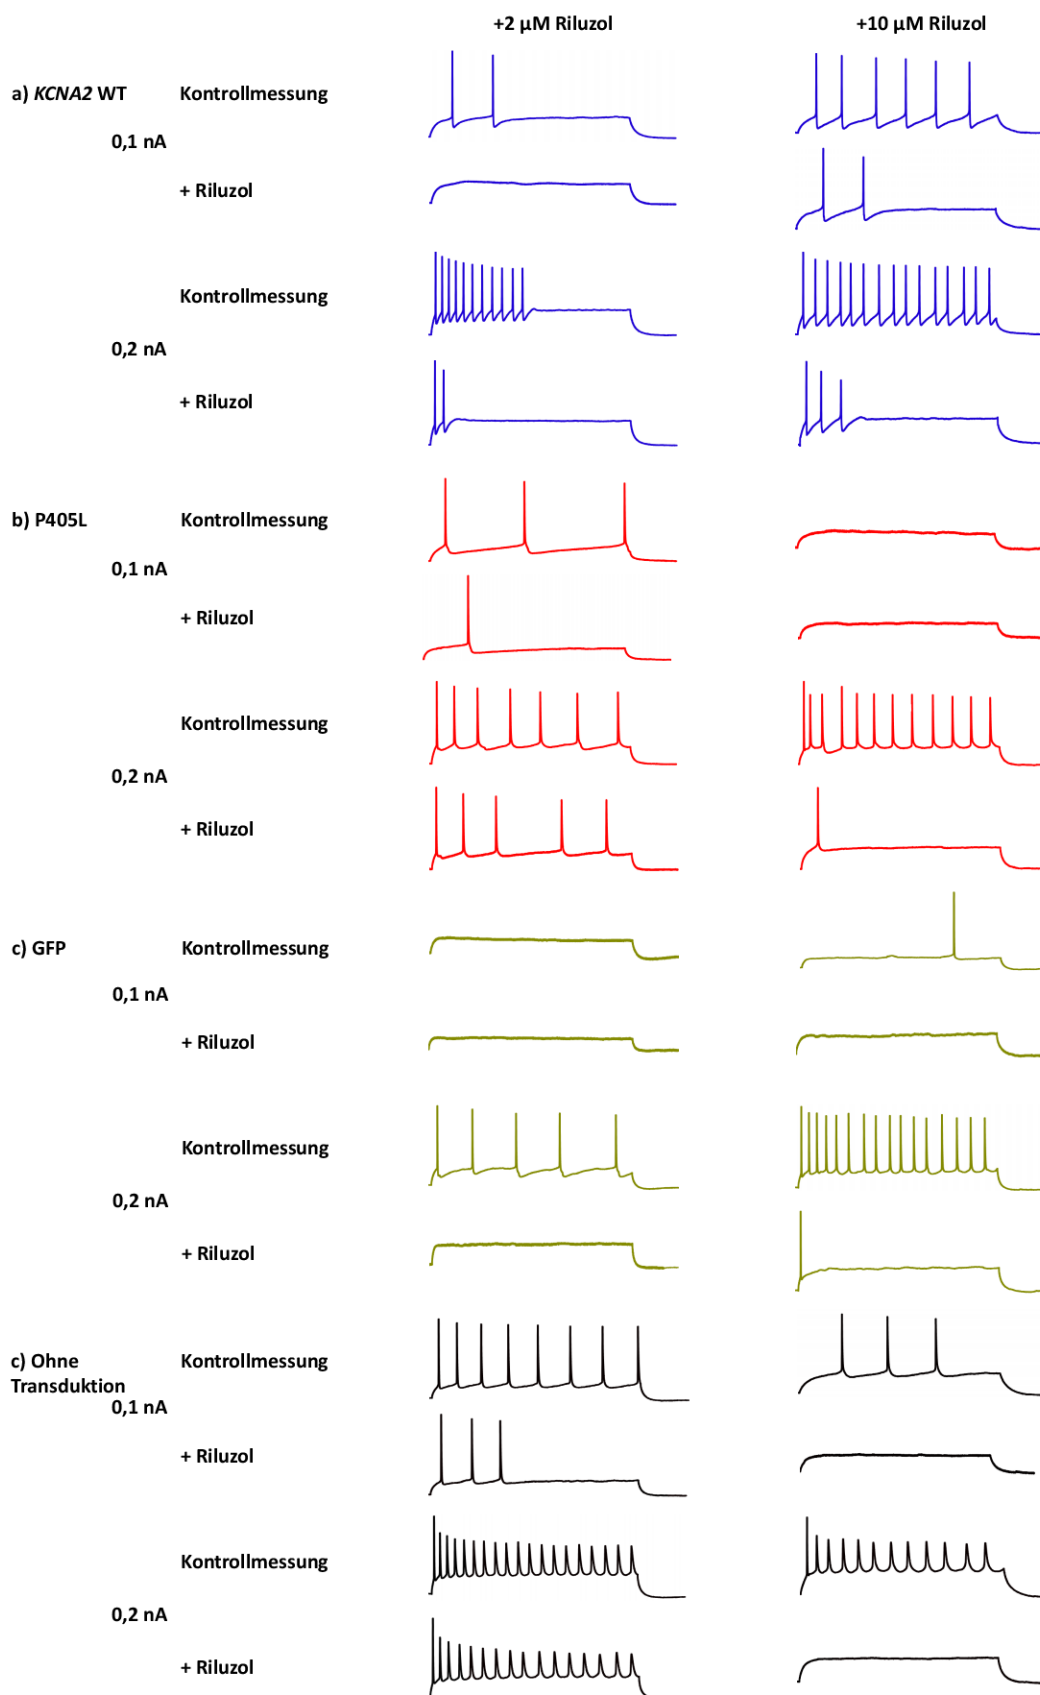 +2 µM Riluzol
+10 µM Riluzol
a) KCNA2 WT
Kontrollmessung
0,1 nA
+ Riluzol
Kontrollmessung
0,2 nA
+ Riluzol
b) P405L
Kontrollmessung
0,1 nA
+ Riluzol
Kontrollmessung
0,2 nA
+ Riluzol
c) GFP
Kontrollmessung
0,1 nA
+ Riluzol
Kontrollmessung
0,2 nA
+ Riluzol
c) Ohne
Transduktion
Kontrollmessung
0,1 nA
+ Riluzol
Kontrollmessung
0,2 nA
+ Riluzol